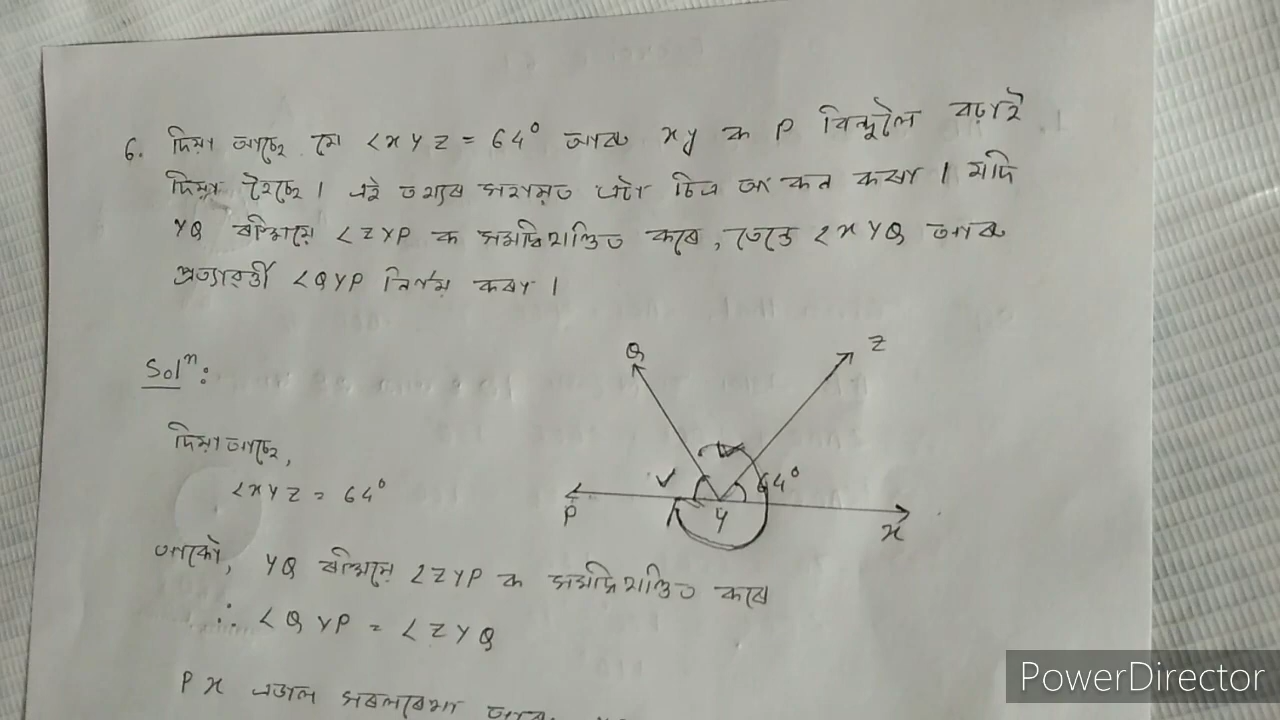 6. দিয়া আছে যে <XYZ = 64° আৰু xy ক P বিন্দুলৈ বঢ়াই
দিয়া হৈছে। এই তথ্যৰ সহায়ত এটা চিত্ৰ অংকন কৰা। যদি
YQ ৰশ্মিয়ে <ZYP ক সমদ্বিখণ্ডিত কৰে, তেন্তে <XYQ আৰু
প্ৰত্যাবৰ্ত্তী <QYP নিৰ্ণয় কৰা।
Solⁿ:
Q
Z
64°
P
Y
X
দিয়া আছে,
<XYZ = 64°
আকৌ, YQ ৰশ্মিয়ে <ZYP ক সমদ্বিখণ্ডিত কৰে
∴ <QYP = <ZYQ
PX এডাল সৰলৰেখা আৰু
PowerDirector